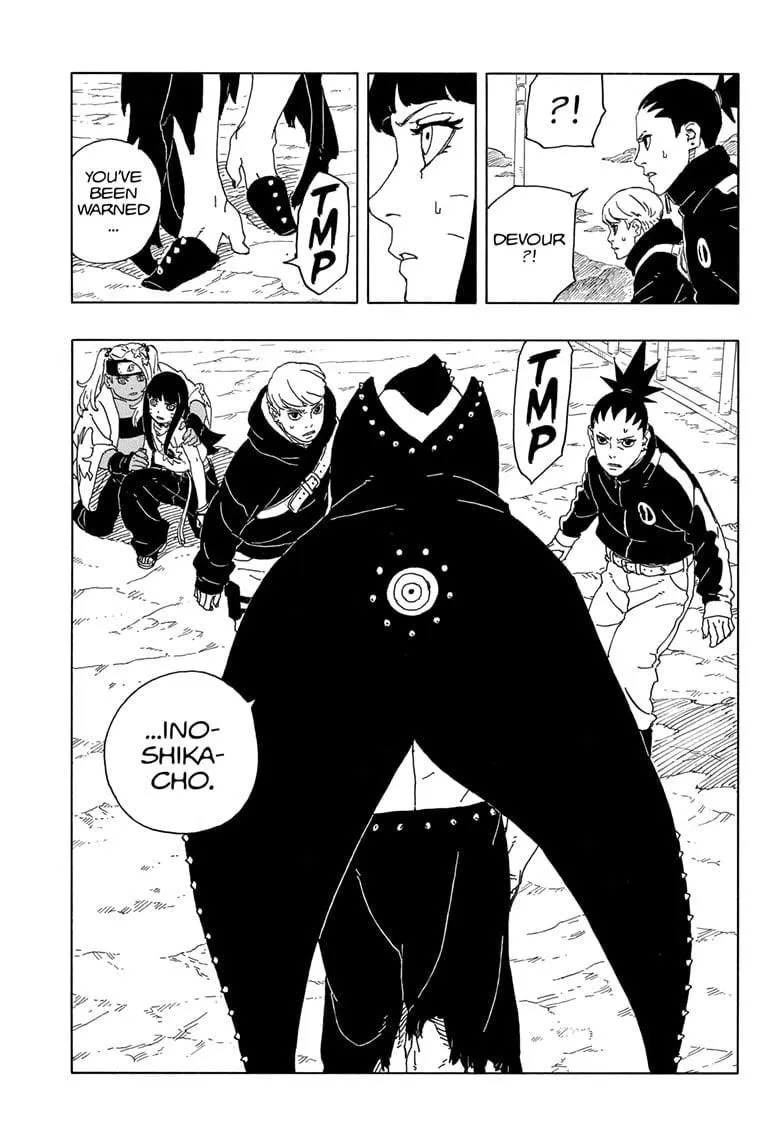 ?!
DEVOUR
?!
YOU'VE
BEEN
WARNED
...
TMP
TMP
...INO-
SHIKA-
CHO.